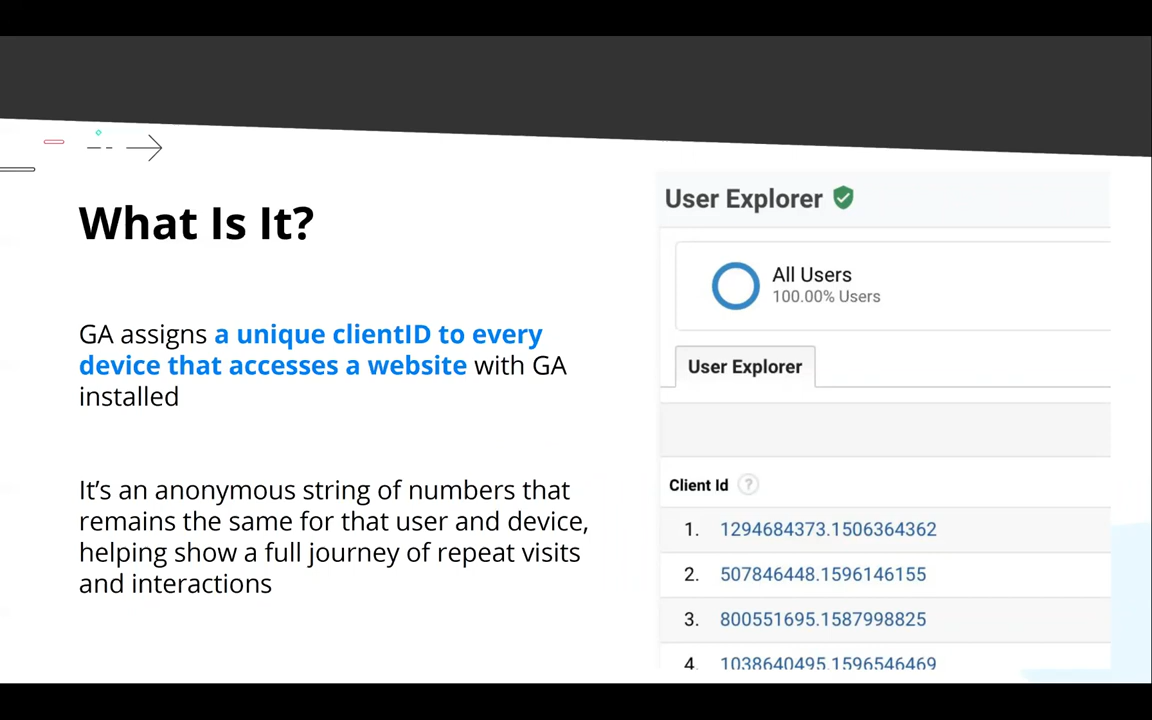 What Is It?
GA assigns a unique clientID to every
device that accesses a website with GA
installed
It’s an anonymous string of numbers that
remains the same for that user and device,
helping show a full journey of repeat visits
and interactions
User Explorer
All Users
100.00% Users
User Explorer
Client Id ?
1. 1294684373.1506364362
2. 507846448.1596146155
3. 800551695.1587998825
4. 1038640495.1596546469